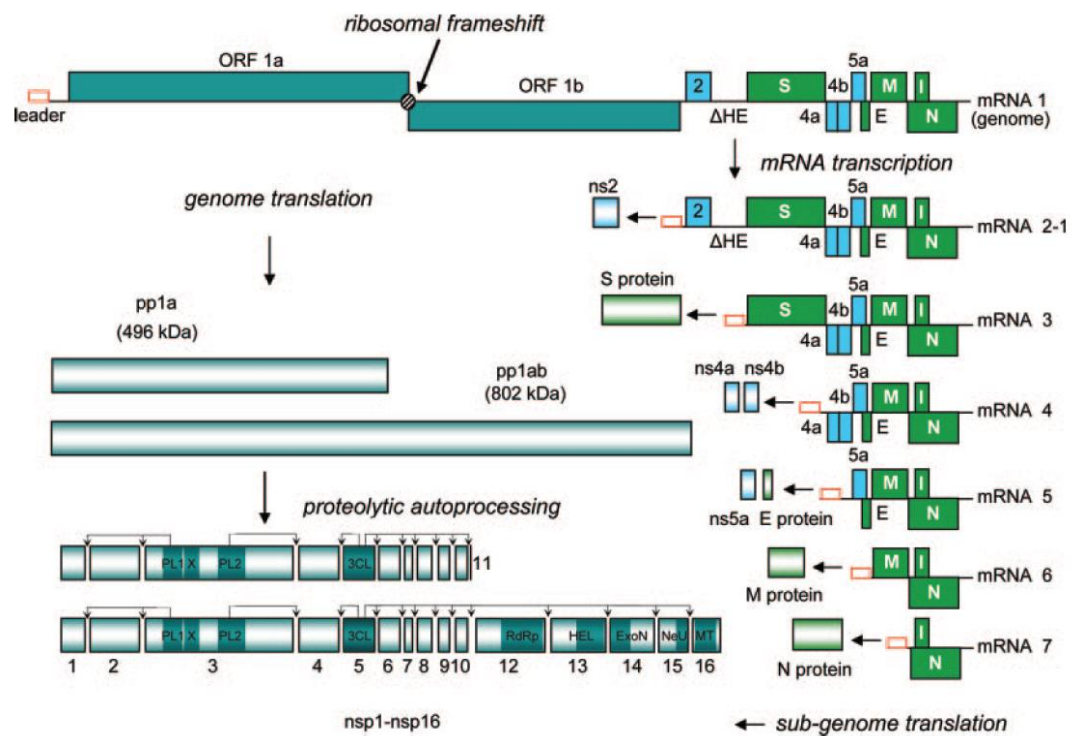 ribosomal frameshift
ORF 1a
ORF 1b
leader
2
ΔHE
S
4a
4b
5a
E
M
I
N
mRNA 1
(genome)
mRNA transcription
genome translation
ns2
2
ΔHE
S
4a
4b
5a
E
M
I
N
mRNA 2-1
S protein
S
4a
4b
5a
E
M
I
N
mRNA 3
pp1a
(496 kDa)
pp1ab
(802 kDa)
ns4a ns4b
4a
4b
5a
E
M
I
N
mRNA 4
ns5a E protein
5a
E
M
I
N
mRNA 5
proteolytic autoprocessing
PL1 X PL2 3CL 11
M protein
M
I
N
mRNA 6
PL1 X PL2 3CL RdRp HEL ExoN NeU MT
1 2 3 4 5 6 7 8 9 10 12 13 14 15 16
N protein
I
N
mRNA 7
nsp1-nsp16
sub-genome translation